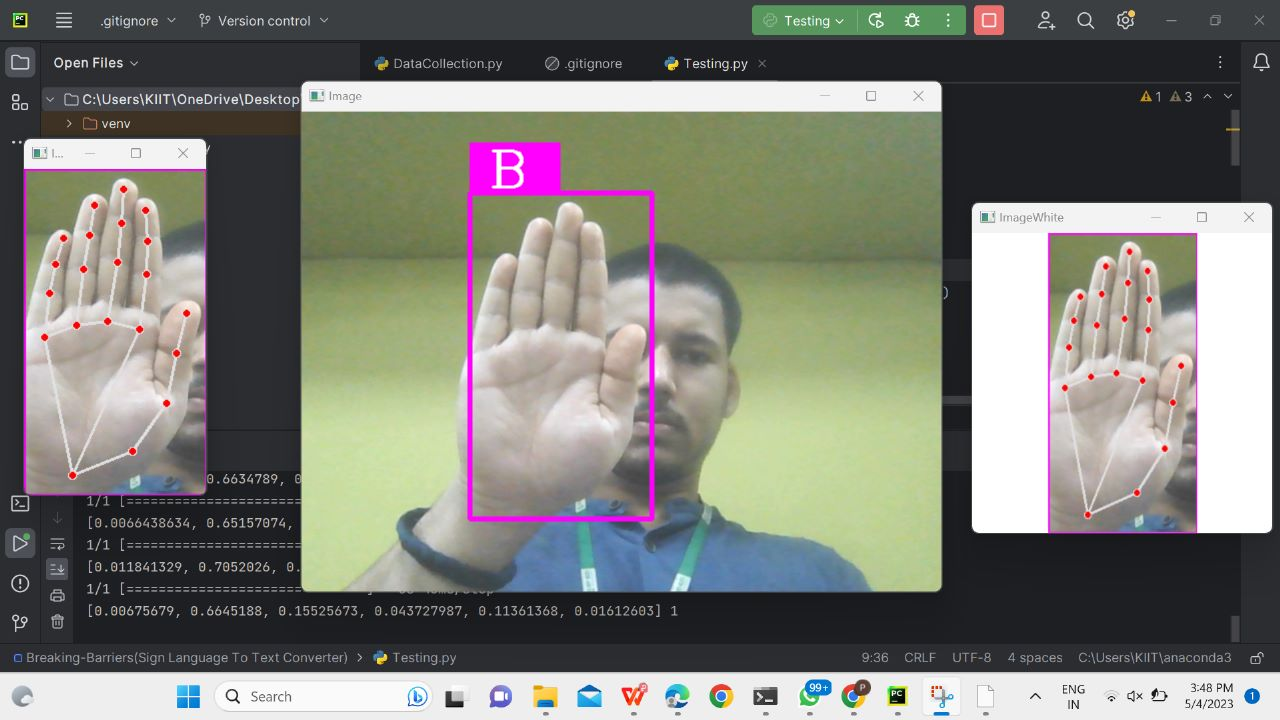 PC
.gitignore
Version control
Testing
Open Files
DataCollection.py
.gitignore
Testing.py
C:\Users\KIIT\OneDrive\Desktop
1
3
venv
Image
I...
B
)
ImageWhite
0.6634789, 0
1/1 [====================
[0.0066438634, 0.65157074,
1/1 [====================
[0.011841329, 0.7052026, 0.
1/1 [====================
[0.00675679, 0.6645188, 0.15525673, 0.043727987, 0.11361368, 0.01612603] 1
Breaking-Barriers(Sign Language To Text Converter) > Testing.py
9:36 CRLF UTF-8 4 spaces C:\Users\KIIT\anaconda3
Search
99+
P
PC
ENG
IN
3:48 PM
5/4/2023
1